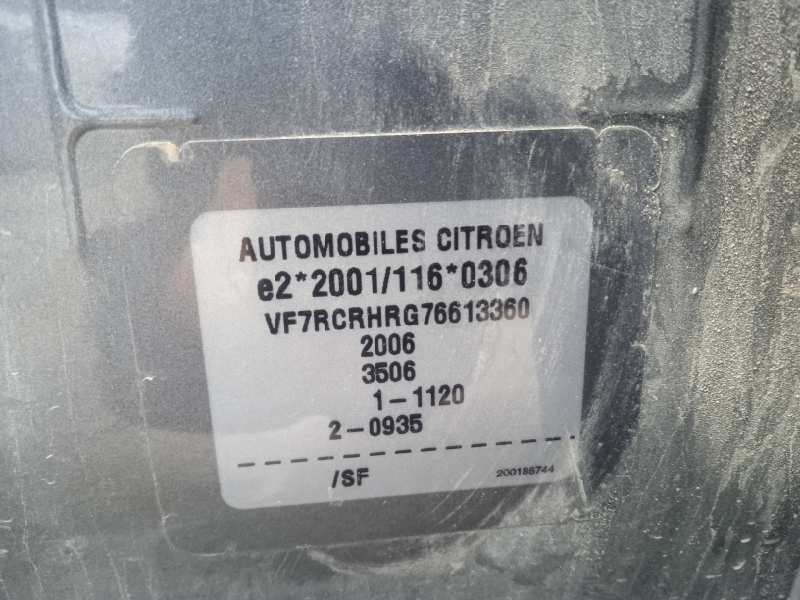 AUTOMOBILES CITROEN
e2*2001/116*0306
VF7RCRHRG76613360
2006
3506
1-1120
2-0935
/SF 200186744